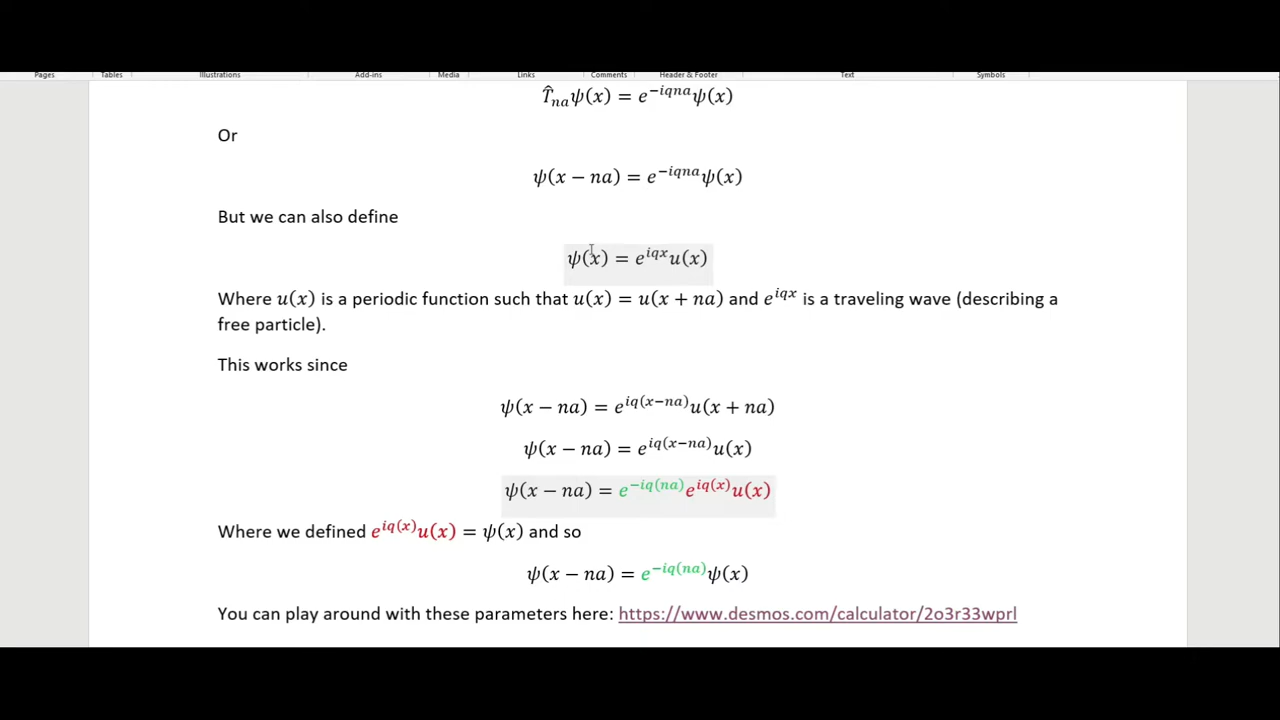 Pages Tables Illustrations Add-ins Media Links Comments Header & Footer Text Symbols
T̂ₙₐψ(x) = e^{−iqna}ψ(x)
Or
ψ(x − na) = e^{−iqna}ψ(x)
But we can also define
ψ(x) = e^{iqx}u(x)
Where u(x) is a periodic function such that u(x) = u(x + na) and e^{iqx} is a traveling wave (describing a
free particle).
This works since
ψ(x − na) = e^{iq(x−na)}u(x + na)
ψ(x − na) = e^{iq(x−na)}u(x)
ψ(x − na) = e^{−iq(na)}e^{iq(x)}u(x)
Where we defined e^{iq(x)}u(x) = ψ(x) and so
ψ(x − na) = e^{−iq(na)}ψ(x)
You can play around with these parameters here: https://www.desmos.com/calculator/2o3r33wprl